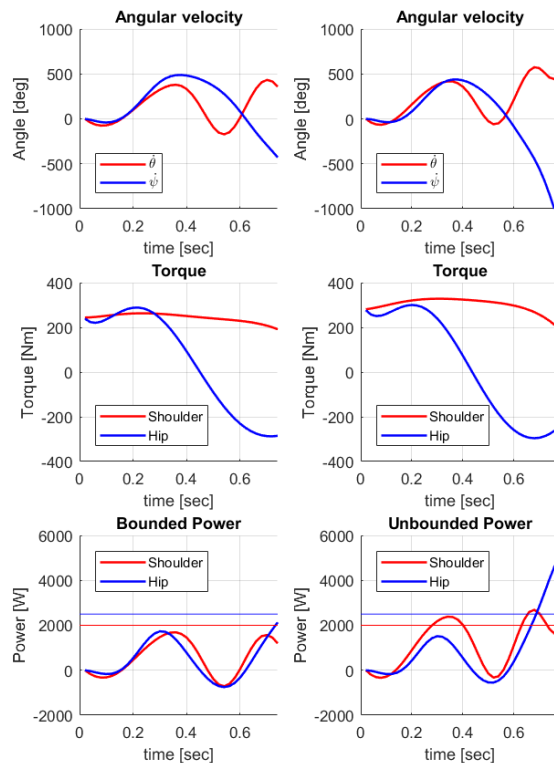 Angular velocity
Angular velocity
1000
500
0
-500
-1000
Angle [deg]
θ̇
ψ̇
0
0.2
0.4
0.6
time [sec]
1000
500
0
-500
-1000
Angle [deg]
θ̇
ψ̇
0
0.2
0.4
0.6
time [sec]
Torque
Torque
400
200
0
-200
-400
Torque [Nm]
Shoulder
Hip
0
0.2
0.4
0.6
time [sec]
400
200
0
-200
-400
Torque [Nm]
Shoulder
Hip
0
0.2
0.4
0.6
time [sec]
Bounded Power
Unbounded Power
6000
4000
2000
0
-2000
Power [W]
Shoulder
Hip
0
0.2
0.4
0.6
time [sec]
6000
4000
2000
0
-2000
Power [W]
Shoulder
Hip
0
0.2
0.4
0.6
time [sec]